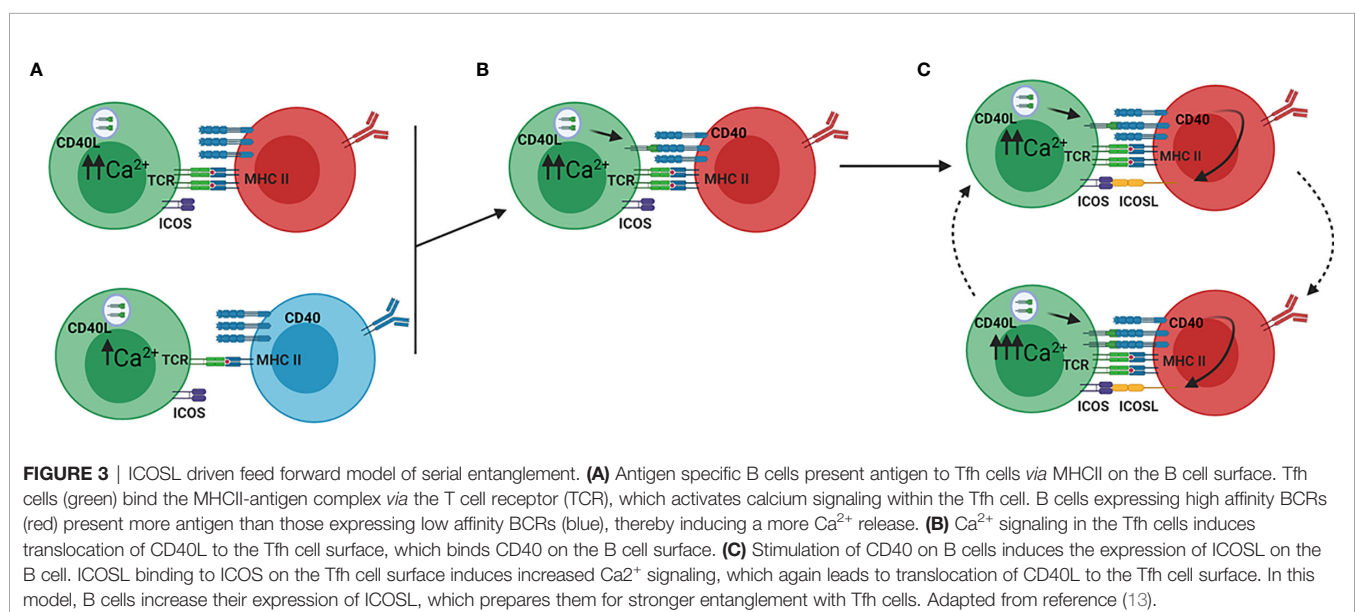 A
B
C
CD40L
Ca2+
TCR
MHC II
ICOS
CD40L
CD40
Ca2+
TCR
MHC II
ICOS
CD40L
CD40
Ca2+
TCR
MHC II
ICOS
CD40L
CD40
Ca2+
TCR
MHC II
ICOS ICOSL
CD40L
CD40
Ca2+
TCR
MHC II
ICOS ICOSL
FIGURE 3 | ICOSL driven feed forward model of serial entanglement. (A) Antigen specific B cells present antigen to Tfh cells via MHCII on the B cell surface. Tfh
cells (green) bind the MHCII-antigen complex via the T cell receptor (TCR), which activates calcium signaling within the Tfh cell. B cells expressing high affinity BCRs
(red) present more antigen than those expressing low affinity BCRs (blue), thereby inducing a more Ca2+ release. (B) Ca2+ signaling in the Tfh cells induces
translocation of CD40L to the Tfh cell surface, which binds CD40 on the B cell surface. (C) Stimulation of CD40 on B cells induces the expression of ICOSL on the
B cell. ICOSL binding to ICOS on the Tfh cell surface induces increased Ca2+ signaling, which again leads to translocation of CD40L to the Tfh cell surface. In this
model, B cells increase their expression of ICOSL, which prepares them for stronger entanglement with Tfh cells. Adapted from reference (13).